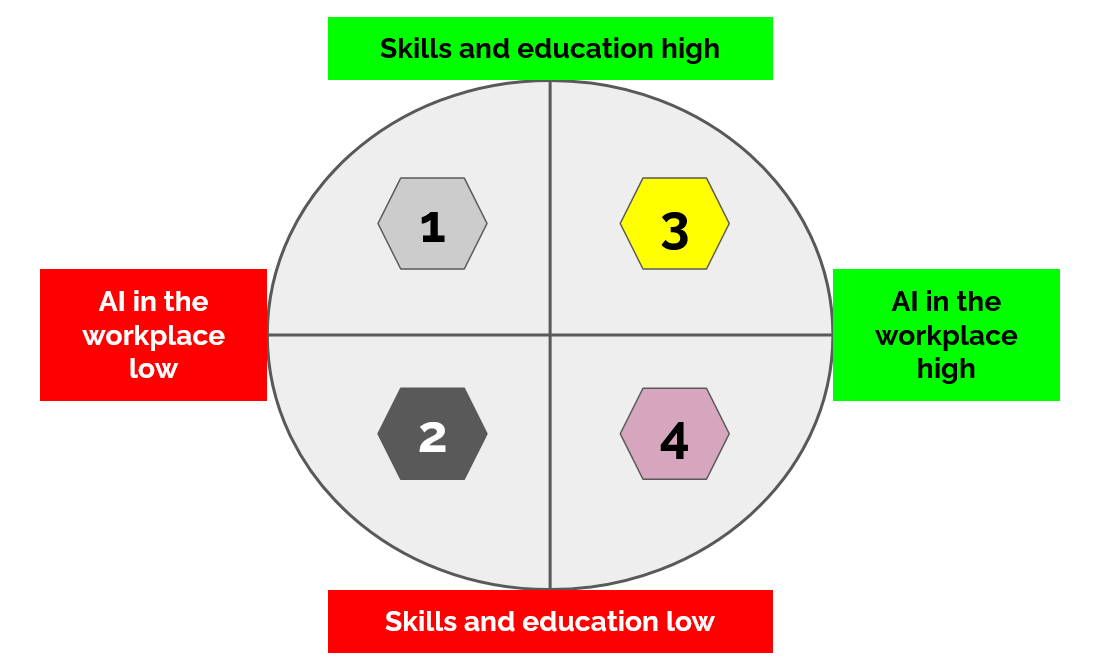 Skills and education high
1
3
AI in the
workplace
low
AI in the
workplace
high
2
4
Skills and education low